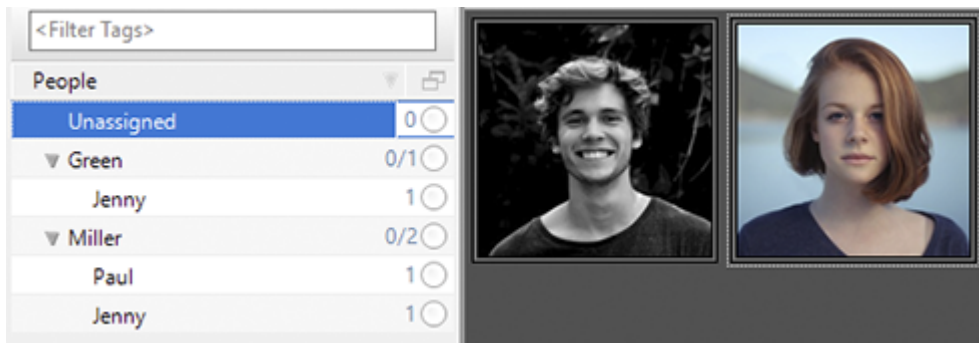 <Filter Tags>
People
Unassigned 0
Green 0/1
Jenny 1
Miller 0/2
Paul 1
Jenny 1